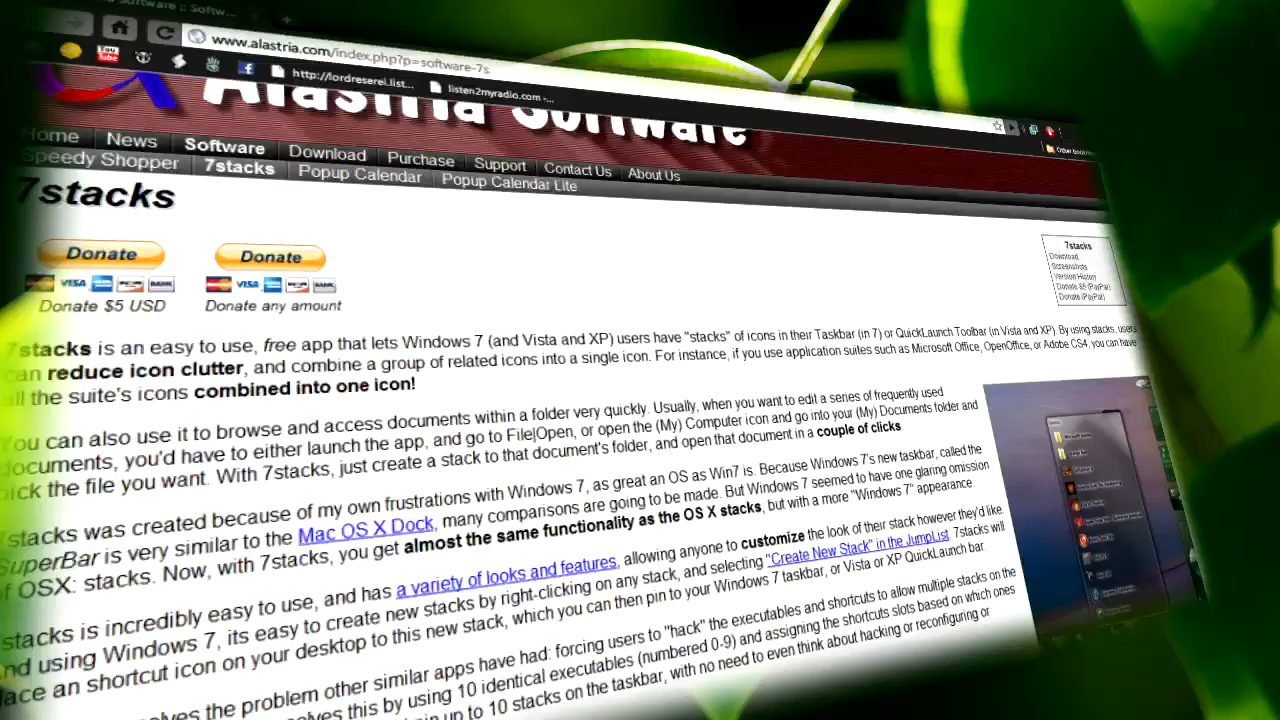 www.alastria.com/index.php?p=software-7s
You Tube
http://lordreserei.list...
listen2myradio.com -...
Other bookm
Alastria Software
Home News Software Download Purchase Support Contact Us About Us
Speedy Shopper 7stacks Popup Calendar Popup Calendar Lite
7stacks
Donate Donate
VISA VISA
Donate $5 USD Donate any amount
7stacks
Download
Screenshots
Version History
Donate $5 (PayPal)
Donate (PayPal)
7stacks is an easy to use, free app that lets Windows 7 (and Vista and XP) users have "stacks" of icons in their Taskbar (in 7) or QuickLaunch Toolbar (in Vista and XP). By using stacks, users
can reduce icon clutter, and combine a group of related icons into a single icon. For instance, if you use application suites such as Microsoft Office, OpenOffice, or Adobe CS4, you can have
all the suite's icons combined into one icon!
You can also use it to browse and access documents within a folder very quickly. Usually, when you want to edit a series of frequently used
documents, you'd have to either launch the app, and go to File|Open, or open the (My) Computer icon and go into your (My) Documents folder and
pick the file you want. With 7stacks, just create a stack to that document's folder, and open that document in a couple of clicks
7stacks was created because of my own frustrations with Windows 7, as great an OS as Win7 is. Because Windows 7's new taskbar, called the
SuperBar is very similar to the Mac OS X Dock, many comparisons are going to be made. But Windows 7 seemed to have one glaring omission
of OSX: stacks. Now, with 7stacks, you get almost the same functionality as the OS X stacks, but with a more "Windows 7" appearance
7stacks is incredibly easy to use, and has a variety of looks and features, allowing anyone to customize the look of their stack however they'd like.
And using Windows 7, its easy to create new stacks by right-clicking on any stack, and selecting "Create New Stack" in the JumpList 7stacks will
place an shortcut icon on your desktop to this new stack, which you can then pin to your Windows 7 taskbar, or Vista or XP QuickLaunch bar.
solves the problem other similar apps have had: forcing users to "hack" the executables and shortcuts to allow multiple stacks on the
solves this by using 10 identical executables (numbered 0-9) and assigning the shortcuts slots based on which ones
up to 10 stacks on the taskbar, with no need to even think about hacking or reconfiguring or